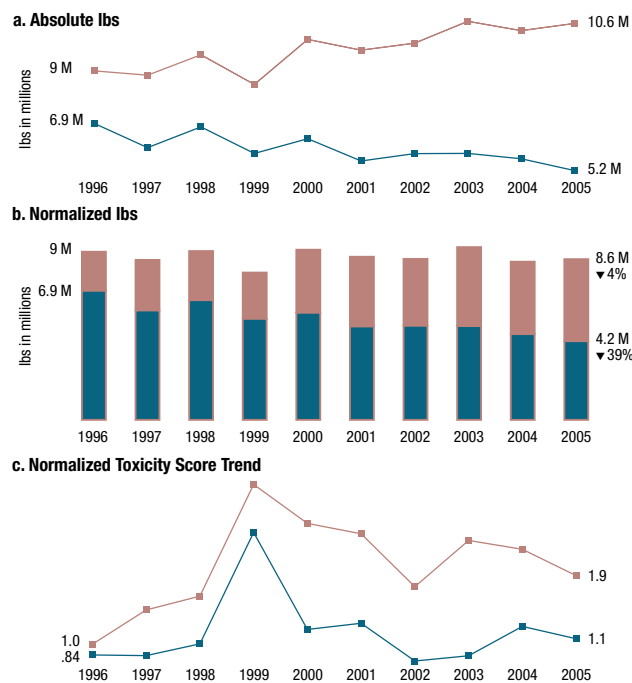 a. Absolute lbs
10.6 M
9 M
6.9 M
5.2 M
lbs in millions
1996 1997 1998 1999 2000 2001 2002 2003 2004 2005
b. Normalized lbs
9 M
8.6 M
▼4%
6.9 M
4.2 M
▼39%
lbs in millions
1996 1997 1998 1999 2000 2001 2002 2003 2004 2005
c. Normalized Toxicity Score Trend
1.9
1.0
.84
1.1
1996 1997 1998 1999 2000 2001 2002 2003 2004 2005